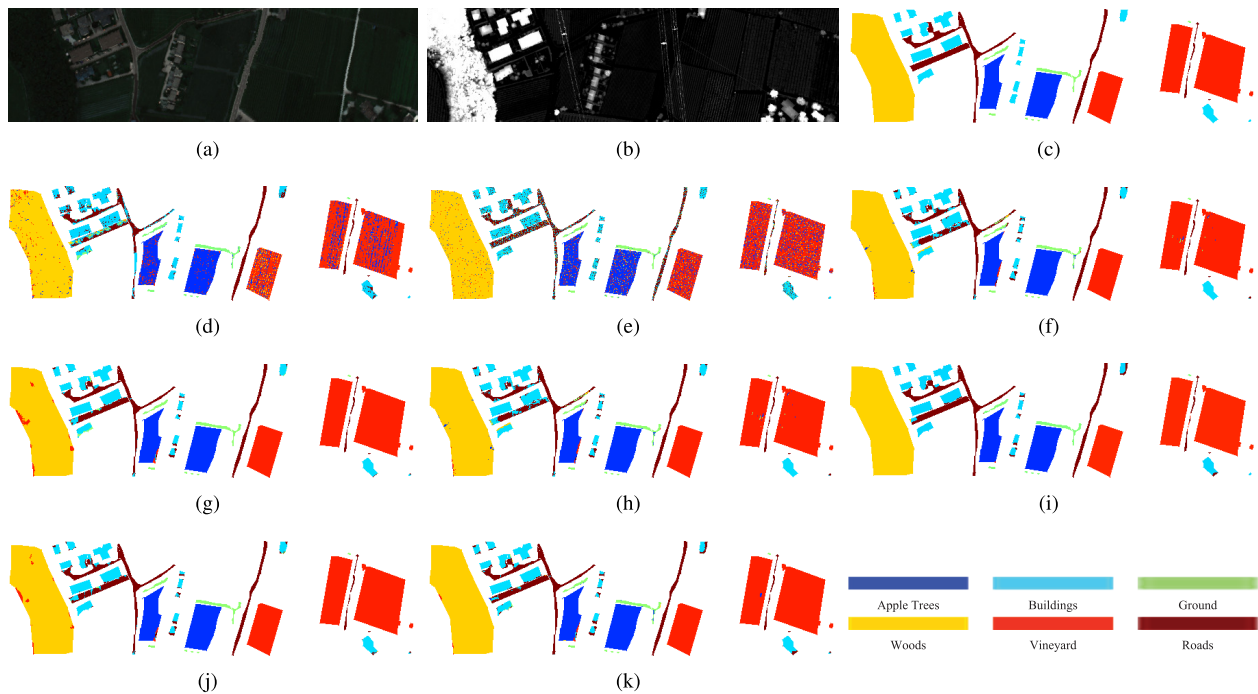 (a) (b) (c)
(d) (e) (f)
(g) (h) (i)
Apple Trees Buildings Ground
Woods Vineyard Roads
(j) (k)